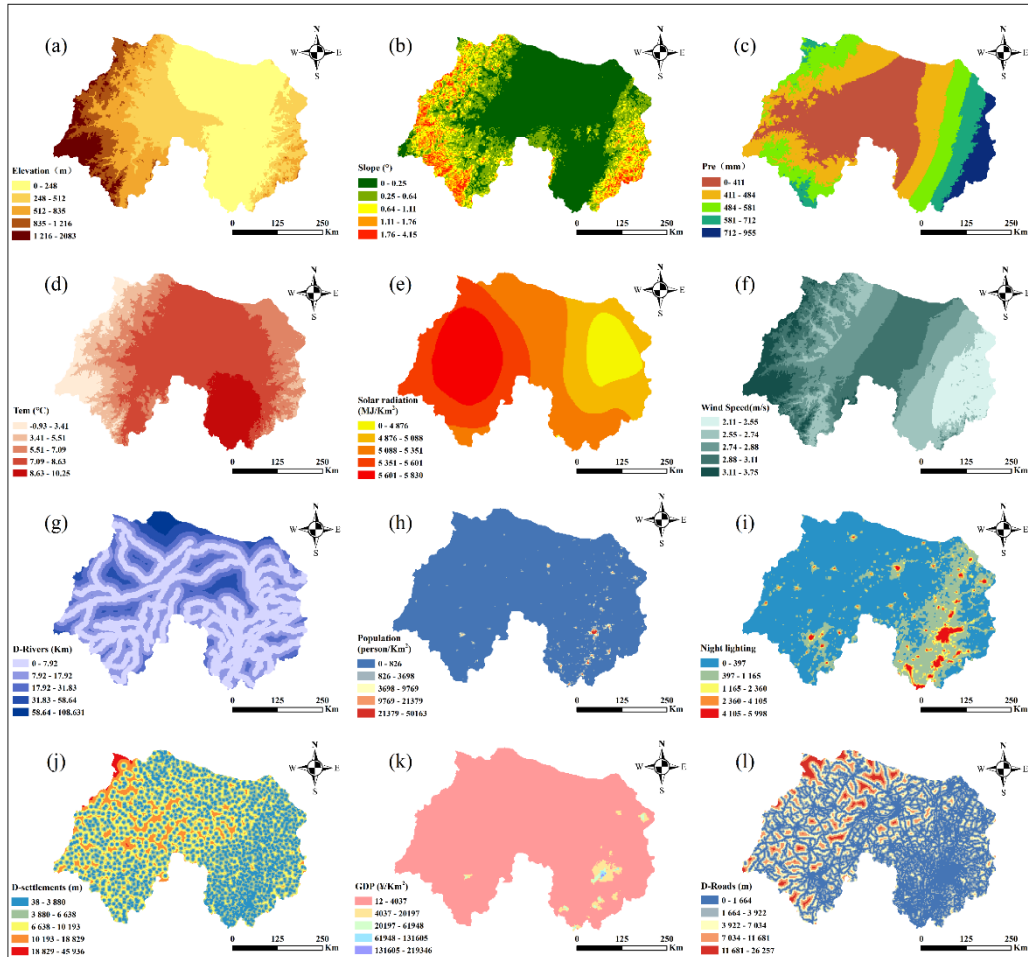 (a)
N
W E
S
Elevation（m）
0 - 248
248 - 512
512 - 835
835 - 1 216
1 216 - 2083
0 125 250
Km
(b)
N
W E
S
Slope (°)
0 - 0.25
0.25 - 0.64
0.64 - 1.11
1.11 - 1.76
1.76 - 4.15
0 125 250
Km
(c)
N
W E
S
Pre (mm)
0- 411
411 - 484
484 - 581
581 - 712
712 - 955
0 125 250
Km
(d)
N
W E
S
Tem (°C)
-0.93 - 3.41
3.41 - 5.51
5.51 - 7.09
7.09 - 8.63
8.63 - 10.25
0 125 250
Km
(e)
N
W E
S
Solar radiation
(MJ/Km²)
0 - 4 876
4 876 - 5 088
5 088 - 5 351
5 351 - 5 601
5 601 - 5 830
0 125 250
Km
(f)
N
W E
S
Wind Speed(m/s)
2.11 - 2.55
2.55 - 2.74
2.74 - 2.88
2.88 - 3.11
3.11 - 3.75
0 125 250
Km
(g)
N
W E
S
D-Rivers (Km)
0 - 7.92
7.92 - 17.92
17.92 - 31.83
31.83 - 58.64
58.64 - 108.631
0 125 250
Km
(h)
N
W E
S
Population
(person/Km²)
0 - 826
826 - 3698
3698 - 9769
9769 - 21379
21379 - 50163
0 125 250
Km
(i)
N
W E
S
Night lighting
0 - 397
397 - 1 165
1 165 - 2 360
2 360 - 4 105
4 105 - 5 998
0 125 250
Km
(j)
N
W E
S
D-settlements (m)
38 - 3 880
3 880 - 6 638
6 638 - 10 193
10 193 - 18 829
18 829 - 45 936
0 125 250
Km
(k)
N
W E
S
GDP (¥/Km²)
12 - 4037
4037 - 20197
20197 - 61948
61948 - 131605
131605 - 219346
0 125 250
Km
(l)
N
W E
S
D-Roads (m)
0 - 1 664
1 664 - 3 922
3 922 - 7 034
7 034 - 11 681
11 681 - 26 257
0 125 250
Km